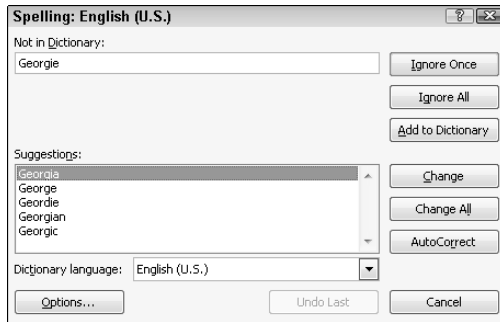 Spelling: English (U.S.)
Not in Dictionary:
Georgie
Ignore Once
Ignore All
Add to Dictionary
Suggestions:
Georgia
George
Geordie
Georgian
Georgic
Change
Change All
AutoCorrect
Dictionary language: English (U.S.)
Options... Undo Last Cancel